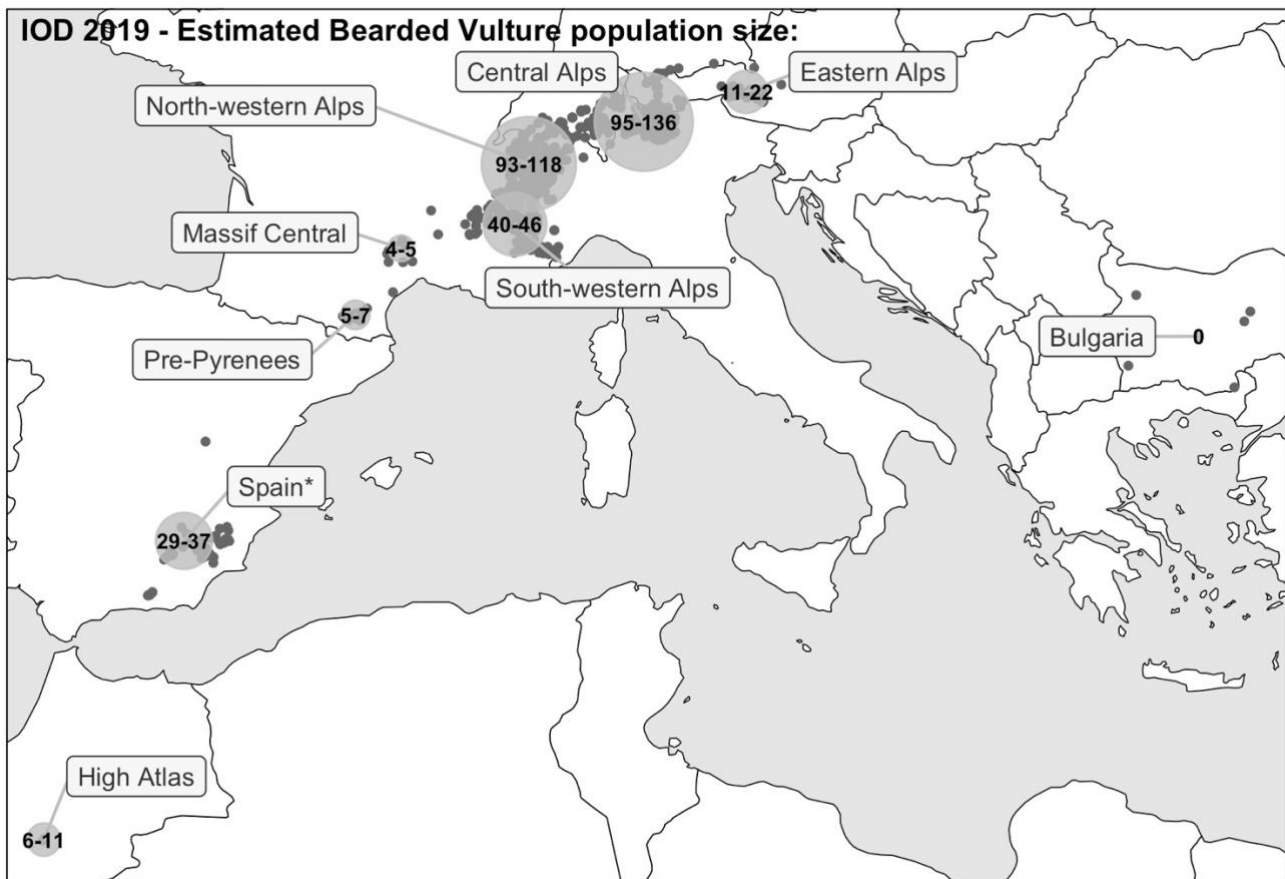 IOD 2019 - Estimated Bearded Vulture population size:
Central Alps
Eastern Alps
North-western Alps
11-22
95-136
93-118
Massif Central
40-46
4-5
South-western Alps
5-7
Bulgaria
0
Pre-Pyrenees
Spain*
29-37
High Atlas
6-11